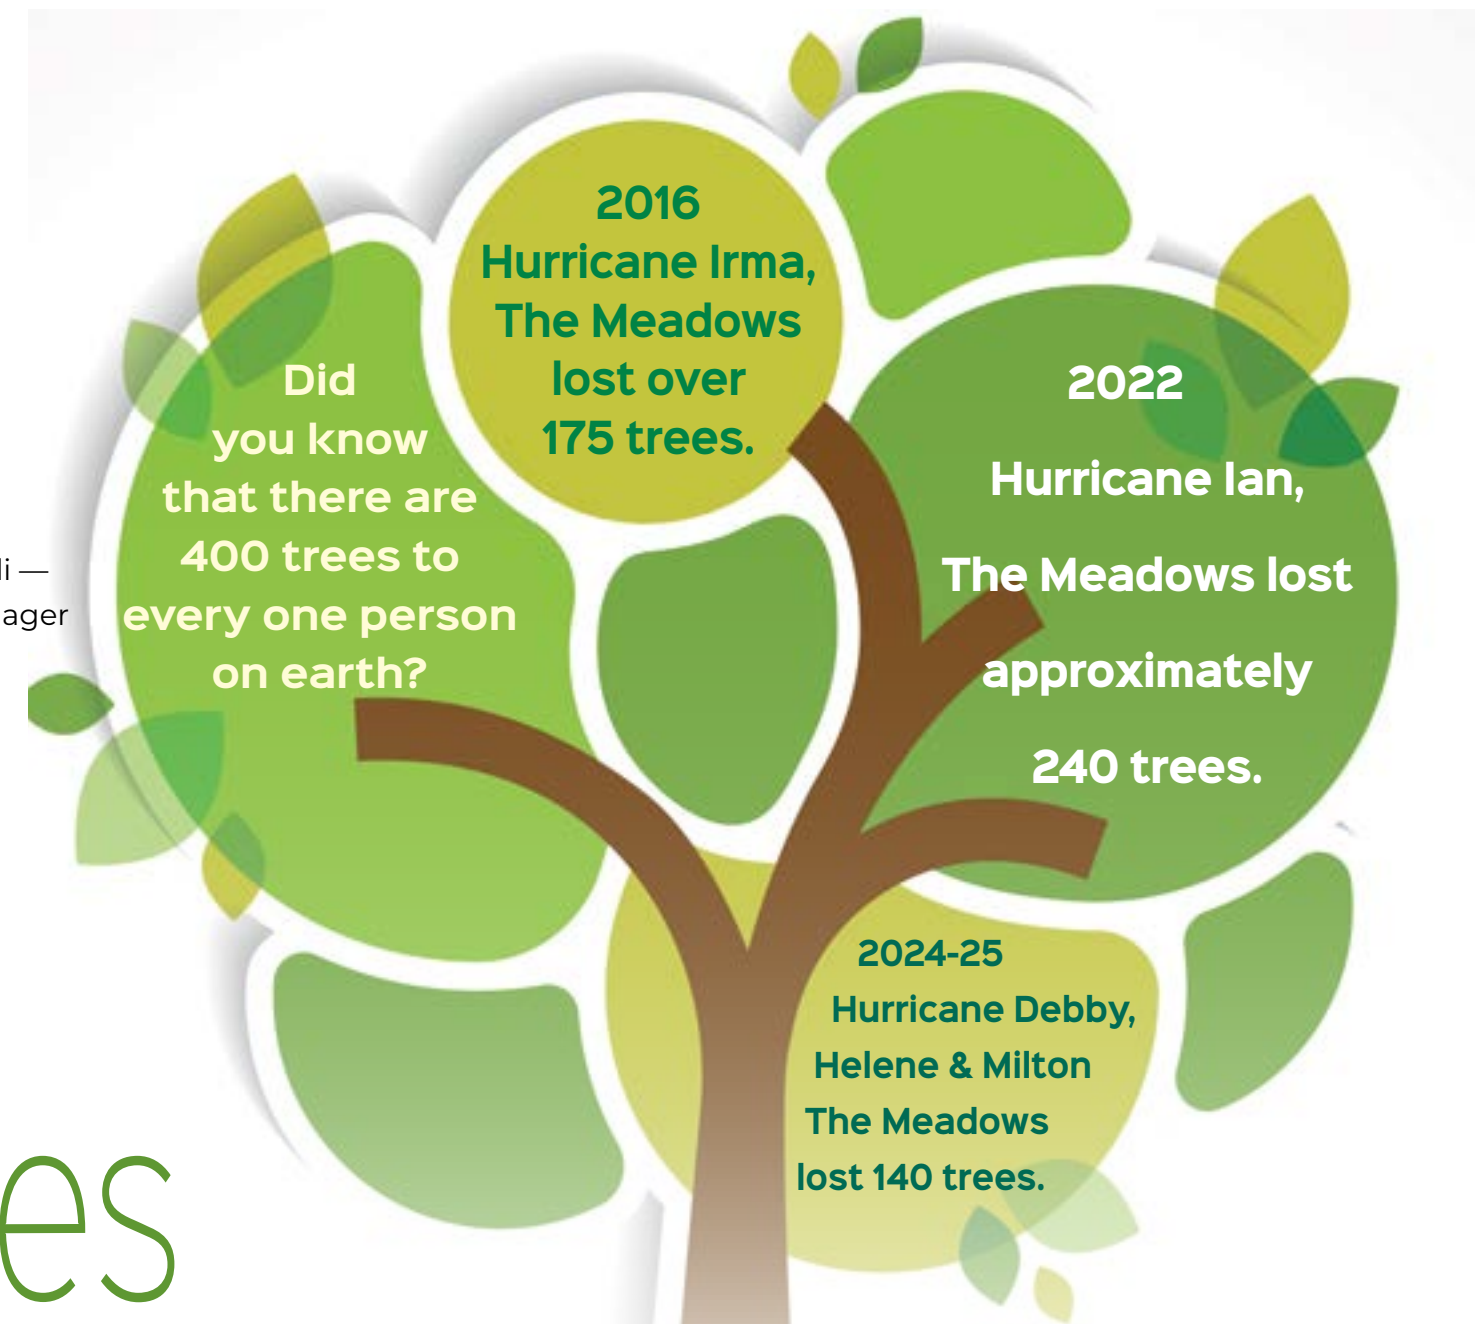 2016
Hurricane Irma,
The Meadows
lost over
175 trees.
Did
you know
that there are
400 trees to
every one person
on earth?
2022
Hurricane Ian,
The Meadows lost
approximately
240 trees.
2024-25
Hurricane Debby,
Helene & Milton
The Meadows
lost 140 trees.